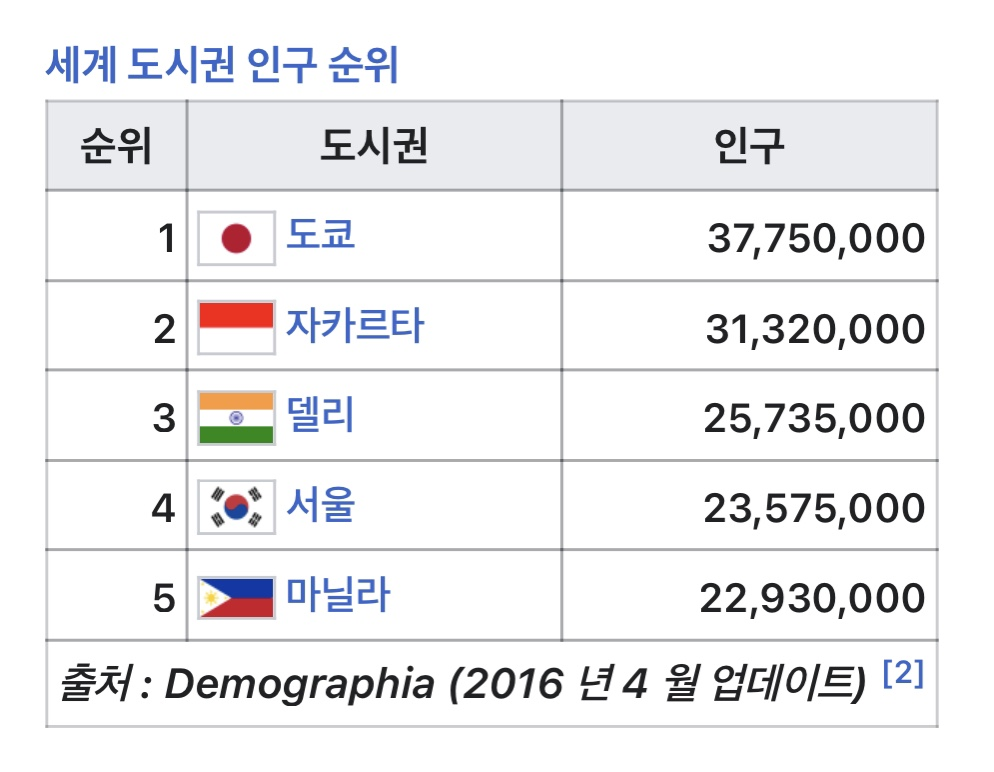 세계 도시권 인구 순위
순위 도시권 인구
1 도쿄 37,750,000
2 자카르타 31,320,000
3 델리 25,735,000
4 서울 23,575,000
5 마닐라 22,930,000
출처 : Demographia (2016 년 4 월 업데이트) [2]